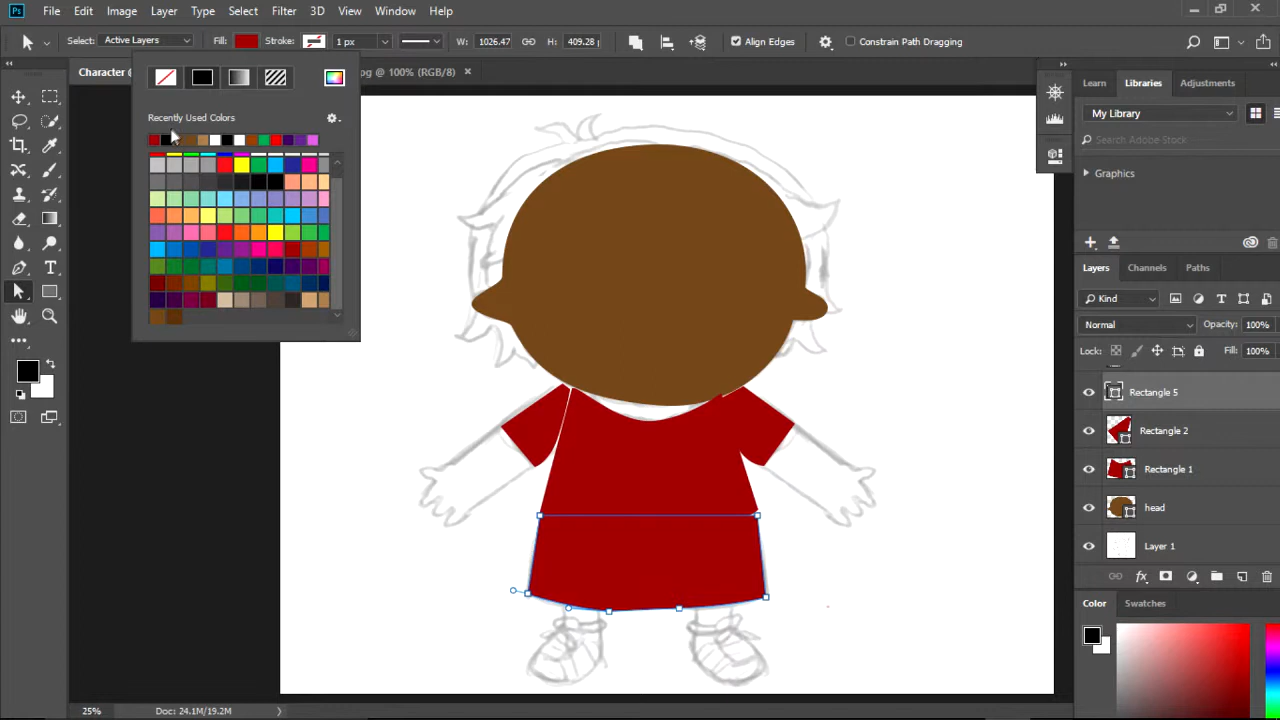 Ps File Edit Image Layer Type Select Filter 3D View Window Help
Select: Active Layers Fill: Stroke: 1 px W: 1026.47 H: 409.28 Align Edges Constrain Path Dragging
Character @ .pg @ 100% (RGB/8)
Recently Used Colors
Learn Libraries Adjustments
My Library
Search Adobe Stock
Graphics
Layers Channels Paths
Kind
Normal Opacity: 100%
Lock: Fill: 100%
Rectangle 5
Rectangle 2
Rectangle 1
head
Layer 1
fx
Color Swatches
25% Doc: 24.1M/19.2M